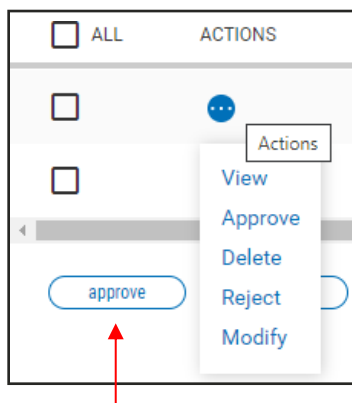 ALL ACTIONS
Actions
View
Approve
Delete
approve Reject
Modify